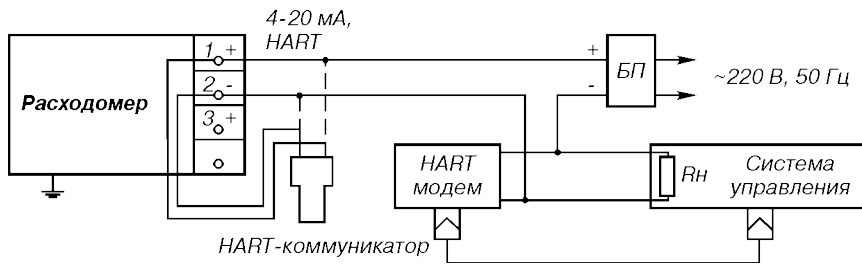 4-20 мА,
HART
1 +
2 -
3 +
Расходомер
+
-
БП
~220 В, 50 Гц
HART
модем
Rн
Система
управления
HART-коммуникатор